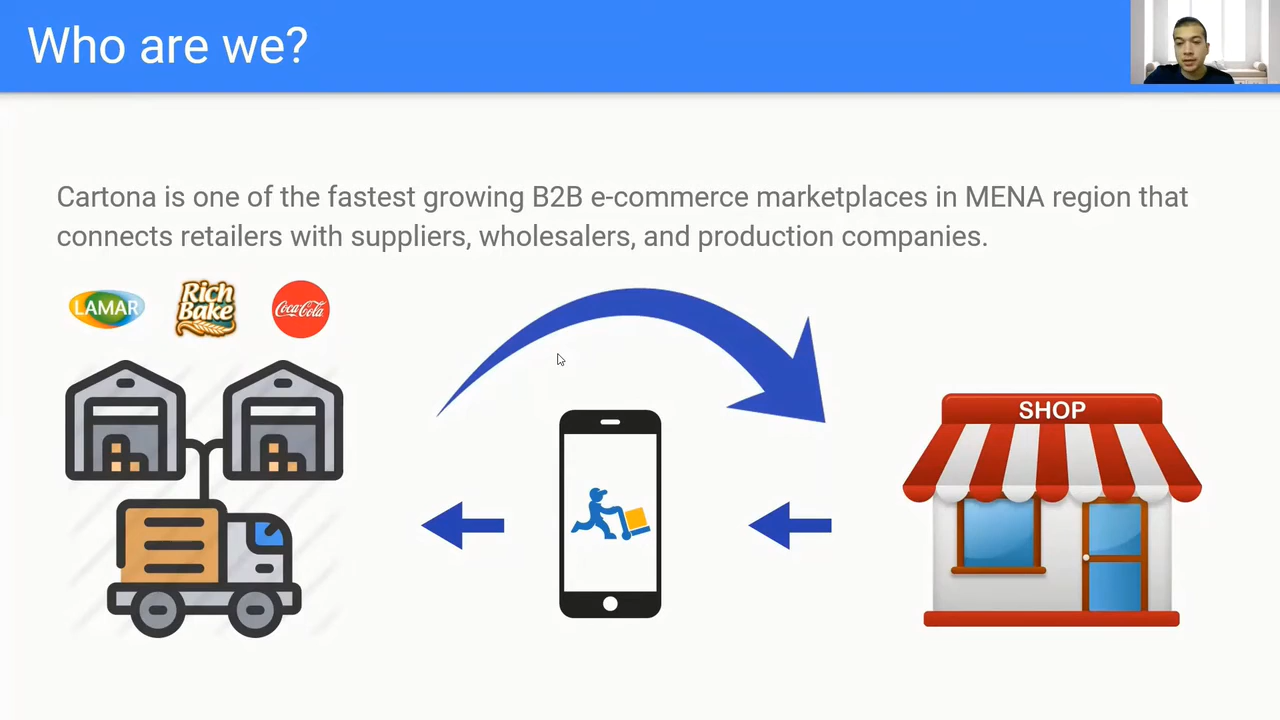 Who are we?
Cartona is one of the fastest growing B2B e-commerce marketplaces in MENA region that
connects retailers with suppliers, wholesalers, and production companies.
LAMAR
Rich
Bake
Coca-Cola
SHOP